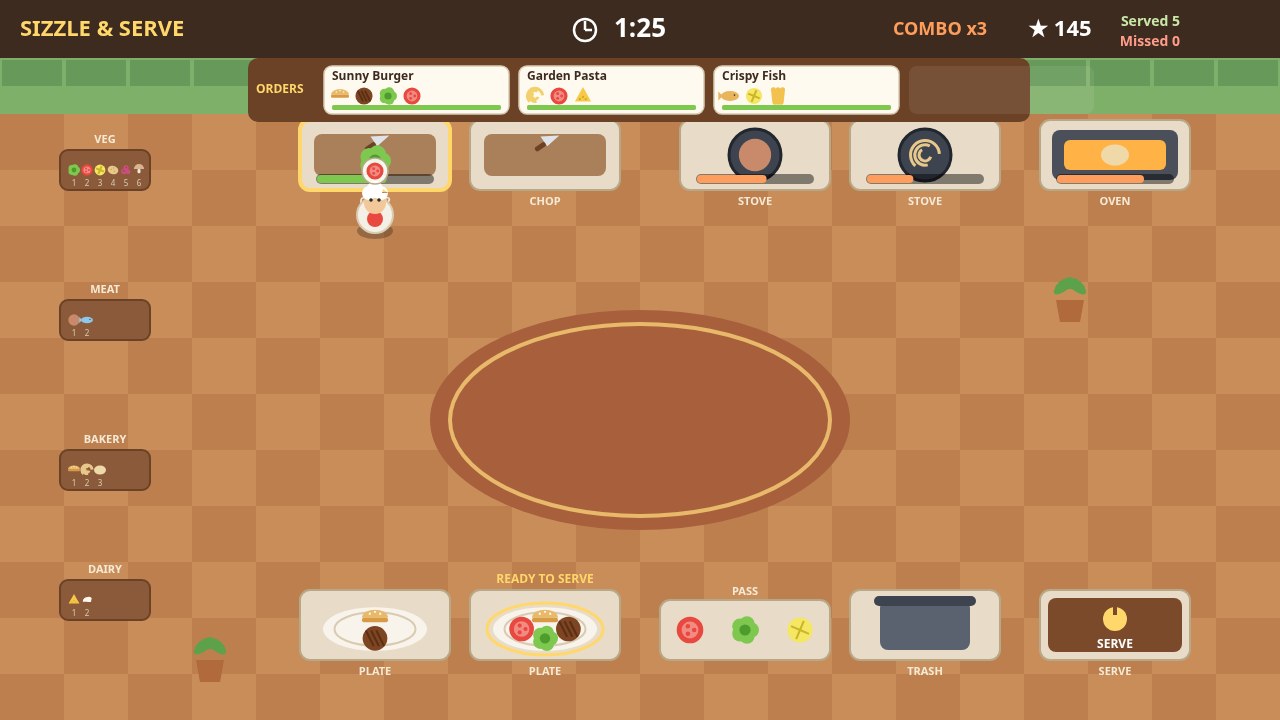 SIZZLE & SERVE
1:25
COMBO x3
★ 145
Served 5
Missed 0
ORDERS
Sunny Burger
Garden Pasta
Crispy Fish
VEG
1 2 3 4 5 6
CHOP
STOVE
STOVE
OVEN
MEAT
1 2
BAKERY
1 2 3
DAIRY
1 2
READY TO SERVE
PASS
SERVE
PLATE
PLATE
TRASH
SERVE